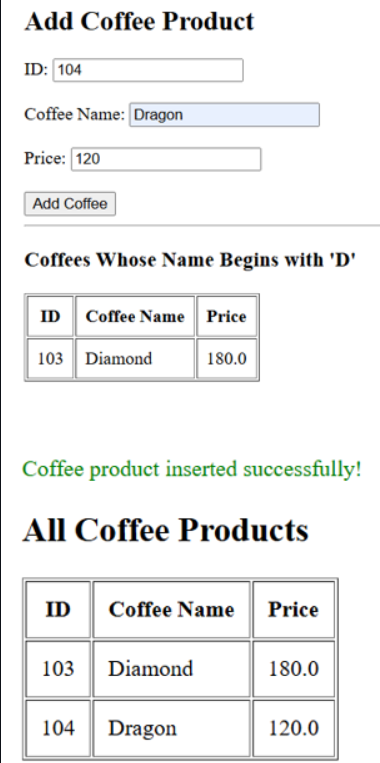 Add Coffee Product
ID: 104
Coffee Name: Dragon
Price: 120
Add Coffee
Coffees Whose Name Begins with 'D'
ID Coffee Name Price
103 Diamond 180.0
Coffee product inserted successfully!
All Coffee Products
ID Coffee Name Price
103 Diamond 180.0
104 Dragon 120.0